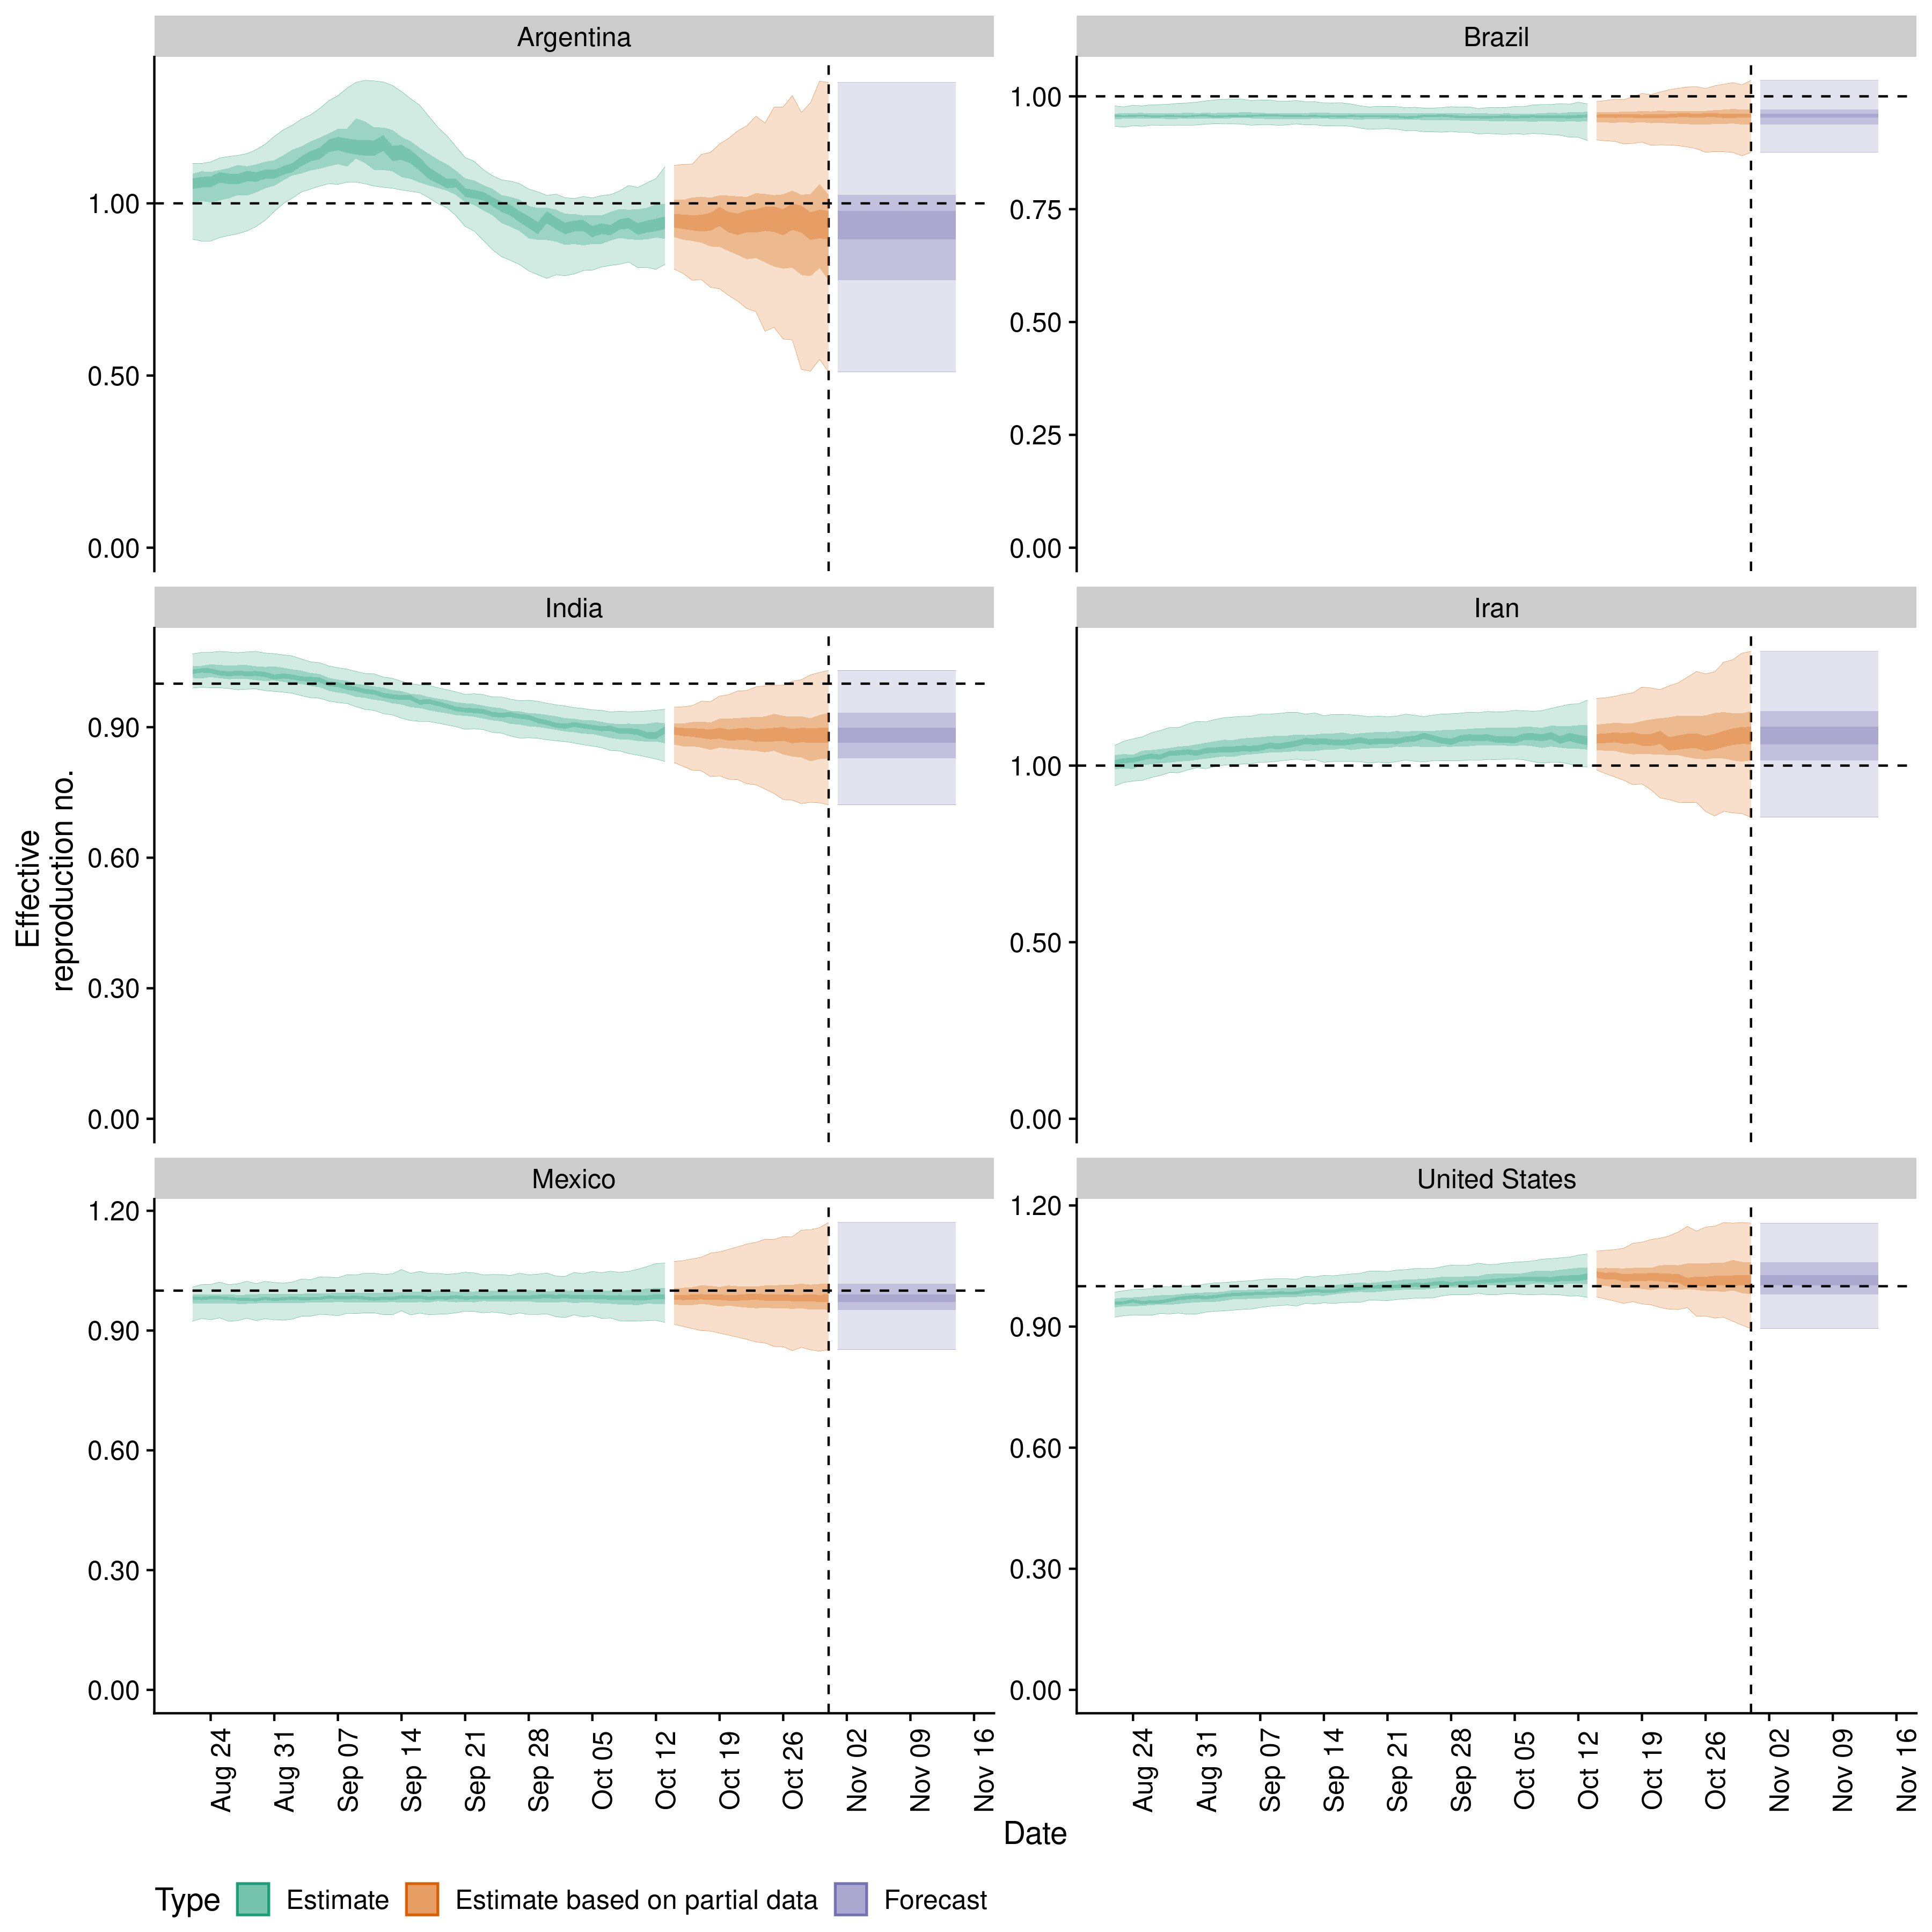 Argentina
Brazil
1.00
0.50
0.00
1.00
0.75
0.50
0.25
0.00
India
Iran
0.90
0.60
0.30
0.00
1.00
0.50
0.00
Effective
reproduction no.
Mexico
United States
1.20
0.90
0.60
0.30
0.00
1.20
0.90
0.60
0.30
0.00
Aug 24
Aug 31
Sep 07
Sep 14
Sep 21
Sep 28
Oct 05
Oct 12
Oct 19
Oct 26
Nov 02
Nov 09
Nov 16
Aug 24
Aug 31
Sep 07
Sep 14
Sep 21
Sep 28
Oct 05
Oct 12
Oct 19
Oct 26
Nov 02
Nov 09
Nov 16
Date
Type Estimate Estimate based on partial data Forecast